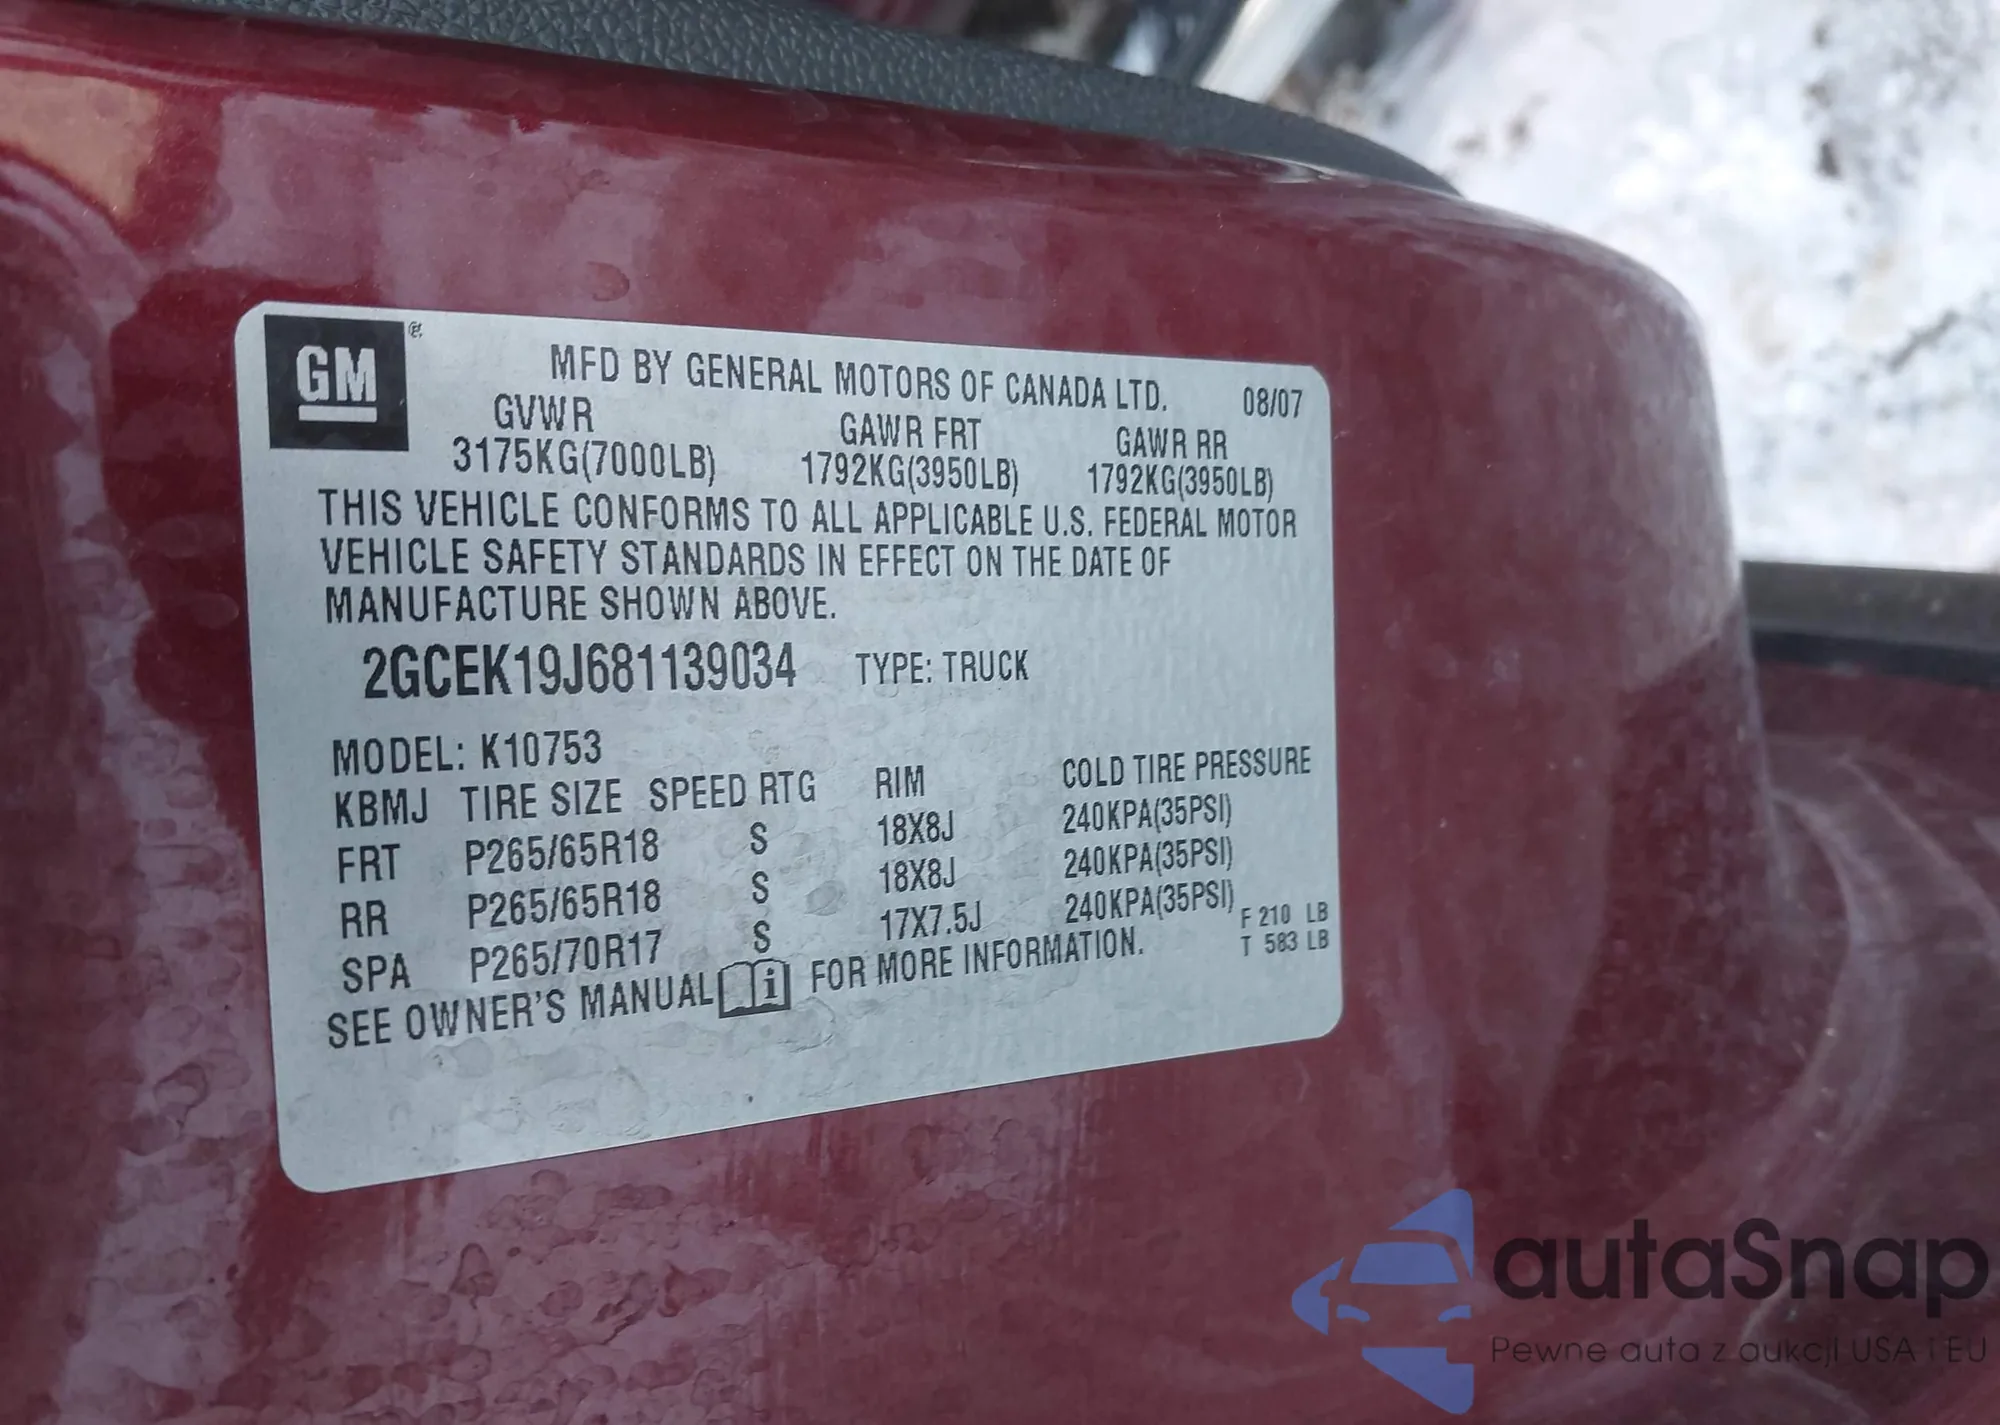 GM
MFD BY GENERAL MOTORS OF CANADA LTD. 08/07
GVWR GAWR FRT GAWR RR
3175KG(7000LB) 1792KG(3950LB) 1792KG(3950LB)
THIS VEHICLE CONFORMS TO ALL APPLICABLE U.S. FEDERAL MOTOR
VEHICLE SAFETY STANDARDS IN EFFECT ON THE DATE OF
MANUFACTURE SHOWN ABOVE.
2GCEK19J681139034 TYPE: TRUCK
MODEL: K10753
KBMJ TIRE SIZE SPEED RTG RIM COLD TIRE PRESSURE
FRT P265/65R18 S 18X8J 240KPA(35PSI)
RR P265/65R18 S 18X8J 240KPA(35PSI)
SPA P265/70R17 S 17X7.5J 240KPA(35PSI)
F 210 LB
T 583 LB
SEE OWNER'S MANUAL i FOR MORE INFORMATION.
autaSnap
Pewne auta z aukcji USA i EU